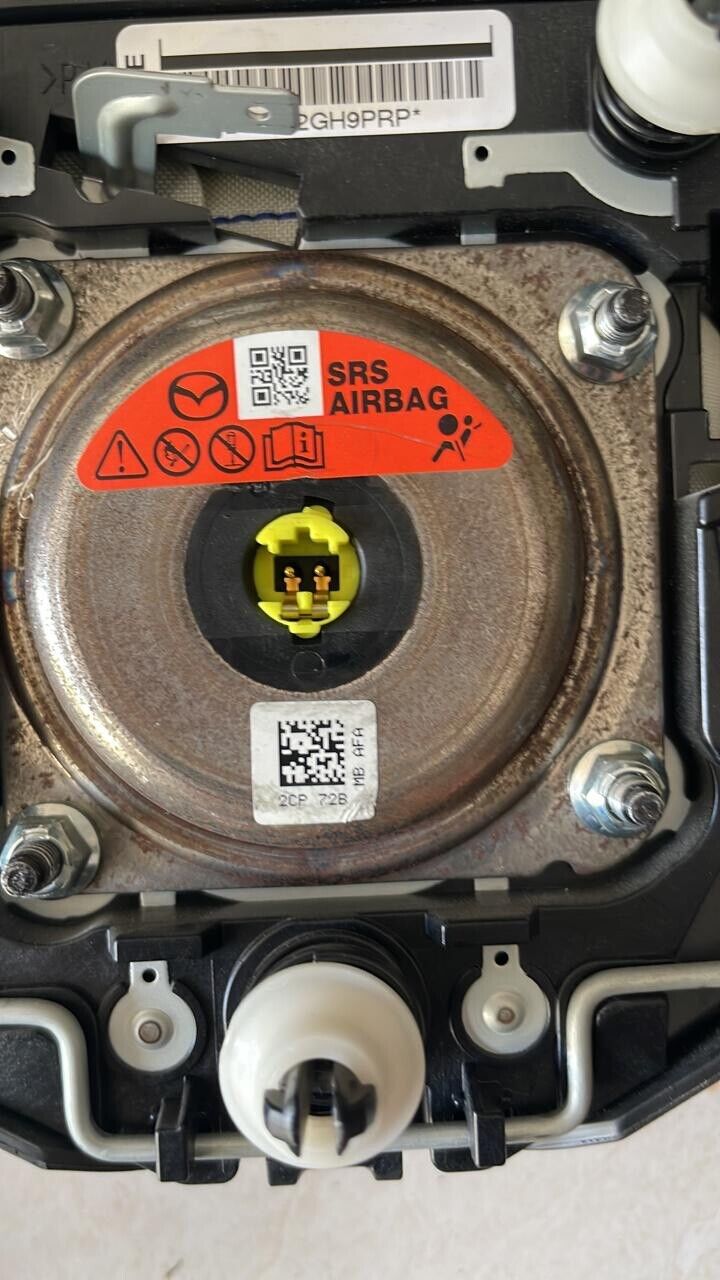 E
2GH9PRP*
SRS
AIRBAG
MB AFA
2CP 72B